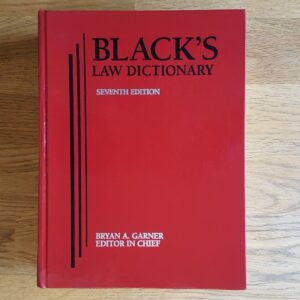 BLACK'S
LAW DICTIONARY
SEVENTH EDITION
BRYAN A. GARNER
EDITOR IN CHIEF